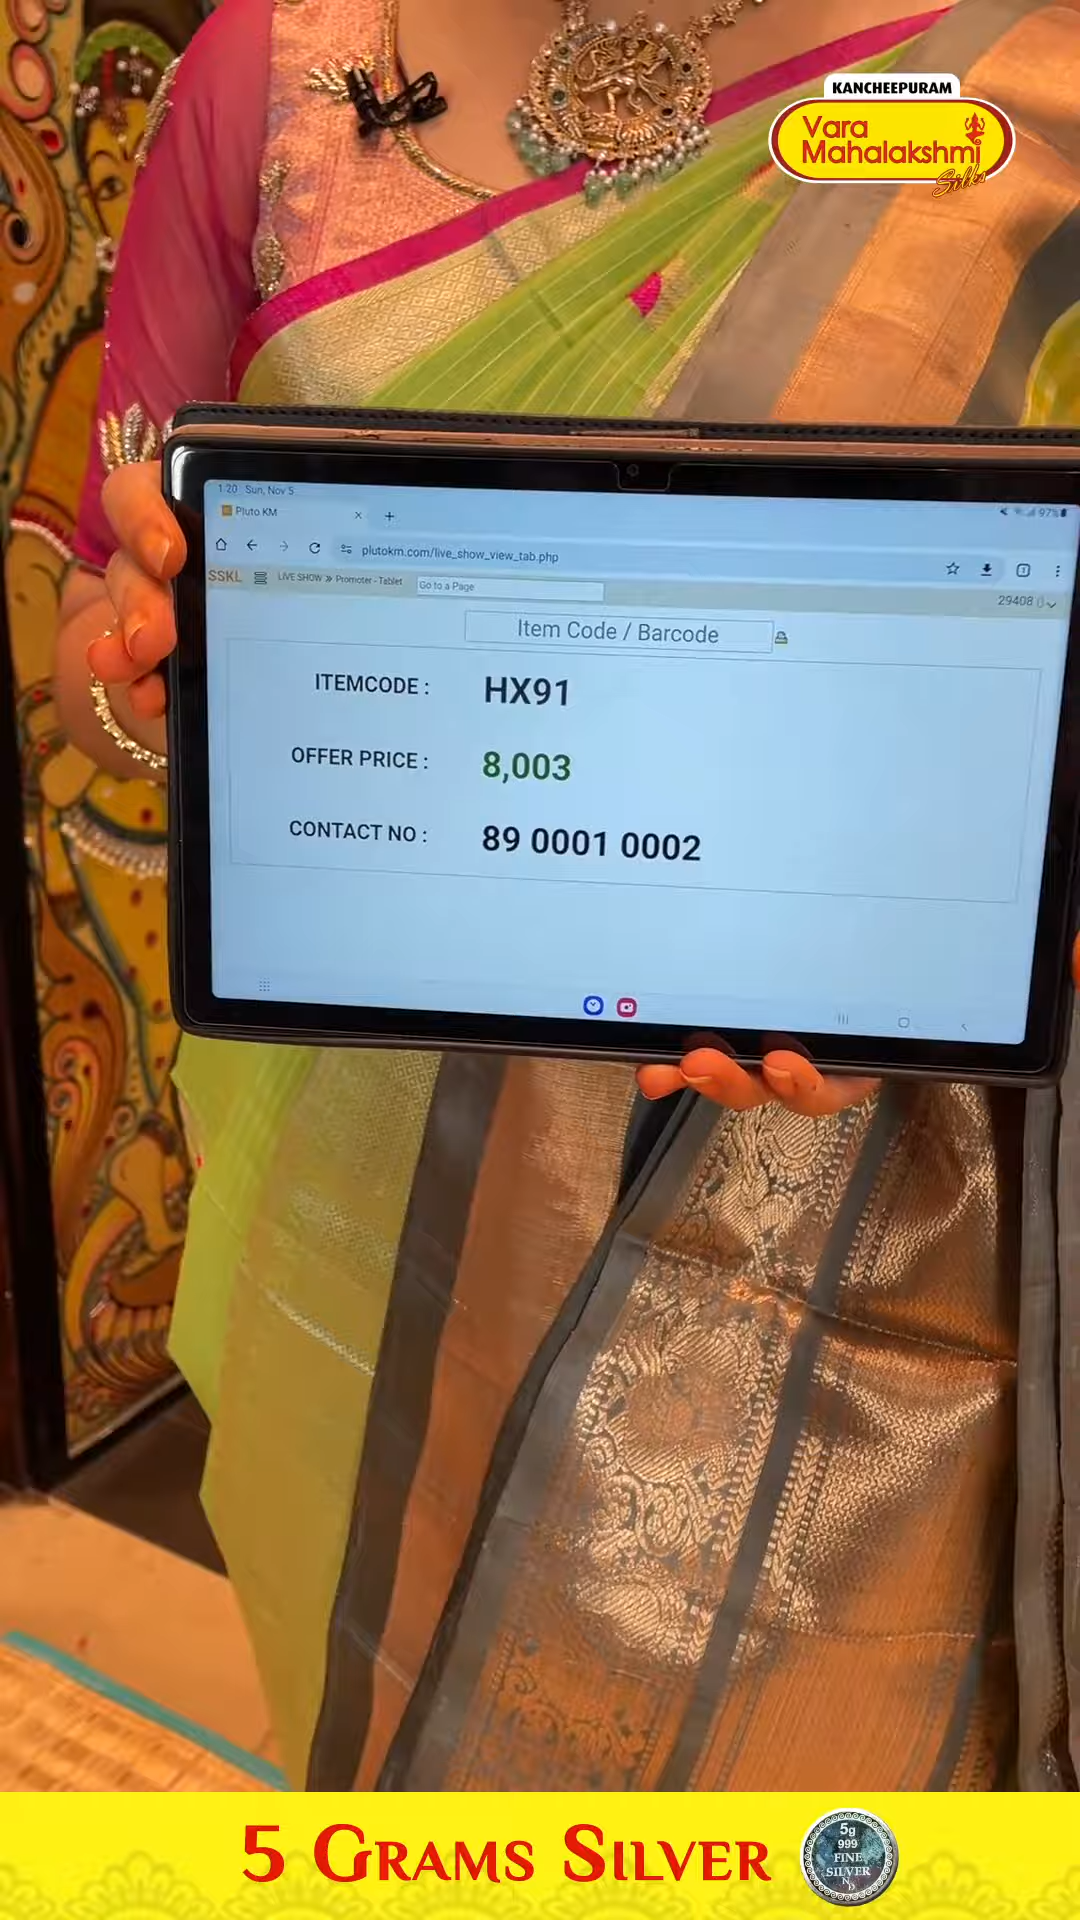 KANCHEEPURAM
Vara
Mahalakshmi
Silks
1:20 Sun, Nov 5
97%
Pluto KM
plutokm.com/live_show_view_tab.php
SSKL
LIVE SHOW » Promoter - Tablet
Go to a Page
29408
Item Code / Barcode
ITEMCODE : HX91
OFFER PRICE : 8,003
CONTACT NO : 89 0001 0002
5 GRAMS SILVER
5g
999
FINE
SILVER